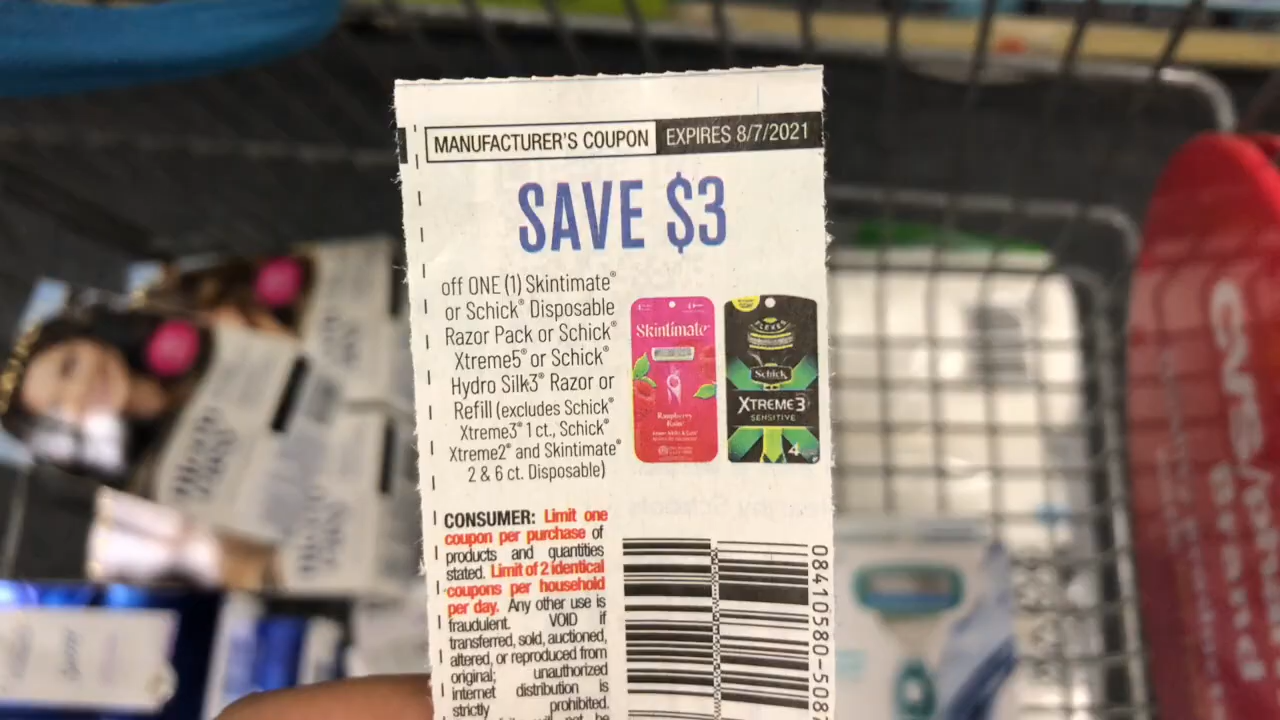 MANUFACTURER'S COUPON EXPIRES 8/7/2021
SAVE $3
off ONE (1) Skintimate®
or Schick® Disposable
Razor Pack or Schick®
Xtreme5® or Schick®
Hydro Silk3® Razor or
Refill (excludes Schick®
Xtreme3® 1 ct., Schick®
Xtreme2® and Skintimate®
2 & 6 ct. Disposable)
Skintimate
Raspberry
Rain
FLEXES
Schick
XTREME3
SENSITIVE
4
CONSUMER: Limit one
coupon per purchase of
products and quantities
stated. Limit of 2 identical
coupons per household
per day. Any other use is
fraudulent. VOID if
transferred, sold, auctioned,
altered, or reproduced from
original; unauthorized
internet distribution is
strictly prohibited.
08410580-5087
CVS/
Brand